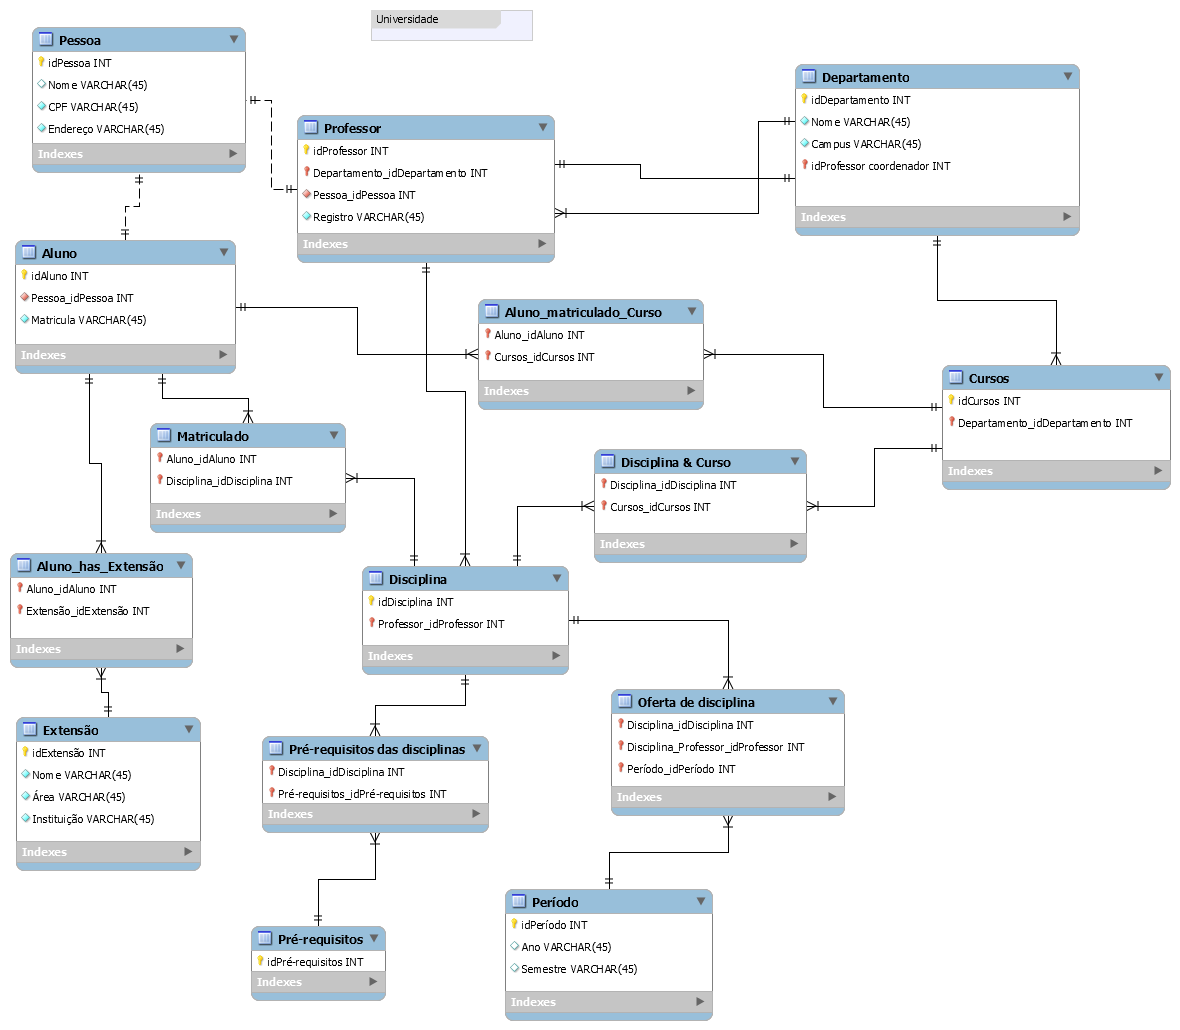 Universidade
Pessoa
idPessoa INT
Nome VARCHAR(45)
CPF VARCHAR(45)
Endereço VARCHAR(45)
Indexes
Professor
idProfessor INT
Departamento_idDepartamento INT
Pessoa_idPessoa INT
Registro VARCHAR(45)
Indexes
Departamento
idDepartamento INT
Nome VARCHAR(45)
Campus VARCHAR(45)
idProfessor coordenador INT
Indexes
Aluno
idAluno INT
Pessoa_idPessoa INT
Matricula VARCHAR(45)
Indexes
Aluno_matriculado_Curso
Aluno_idAluno INT
Cursos_idCursos INT
Indexes
Cursos
idCursos INT
Departamento_idDepartamento INT
Indexes
Matriculado
Aluno_idAluno INT
Disciplina_idDisciplina INT
Indexes
Disciplina & Curso
Disciplina_idDisciplina INT
Cursos_idCursos INT
Indexes
Aluno_has_Extensão
Aluno_idAluno INT
Extensão_idExtensão INT
Indexes
Disciplina
idDisciplina INT
Professor_idProfessor INT
Indexes
Extensão
idExtensão INT
Nome VARCHAR(45)
Área VARCHAR(45)
Instituição VARCHAR(45)
Indexes
Pré-requisitos das disciplinas
Disciplina_idDisciplina INT
Pré-requisitos_idPré-requisitos INT
Indexes
Oferta de disciplina
Disciplina_idDisciplina INT
Disciplina_Professor_idProfessor INT
Período_idPeríodo INT
Indexes
Pré-requisitos
idPré-requisitos INT
Indexes
Período
idPeríodo INT
Ano VARCHAR(45)
Semestre VARCHAR(45)
Indexes